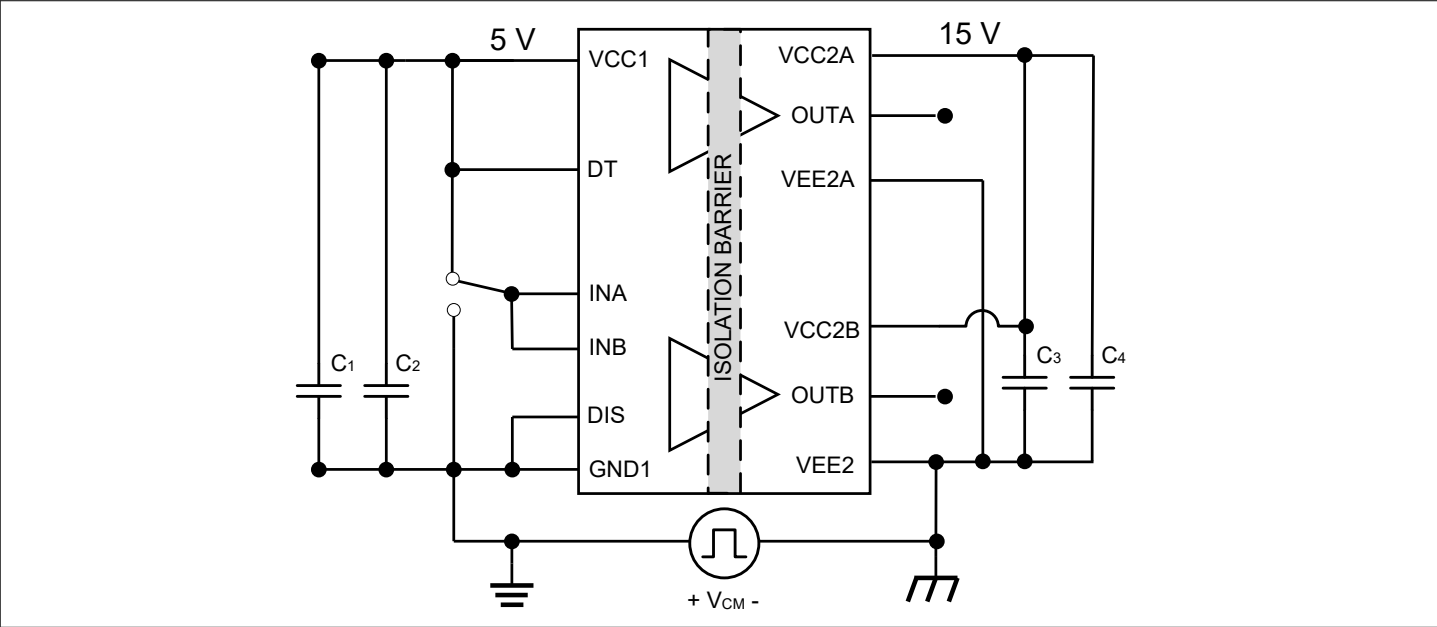 5 V
15 V
VCC1
VCC2A
OUTA
DT
VEE2A
ISOLATION BARRIER
INA
VCC2B
INB
C1
C2
C3
C4
OUTB
DIS
VEE2
GND1
+ VCM -